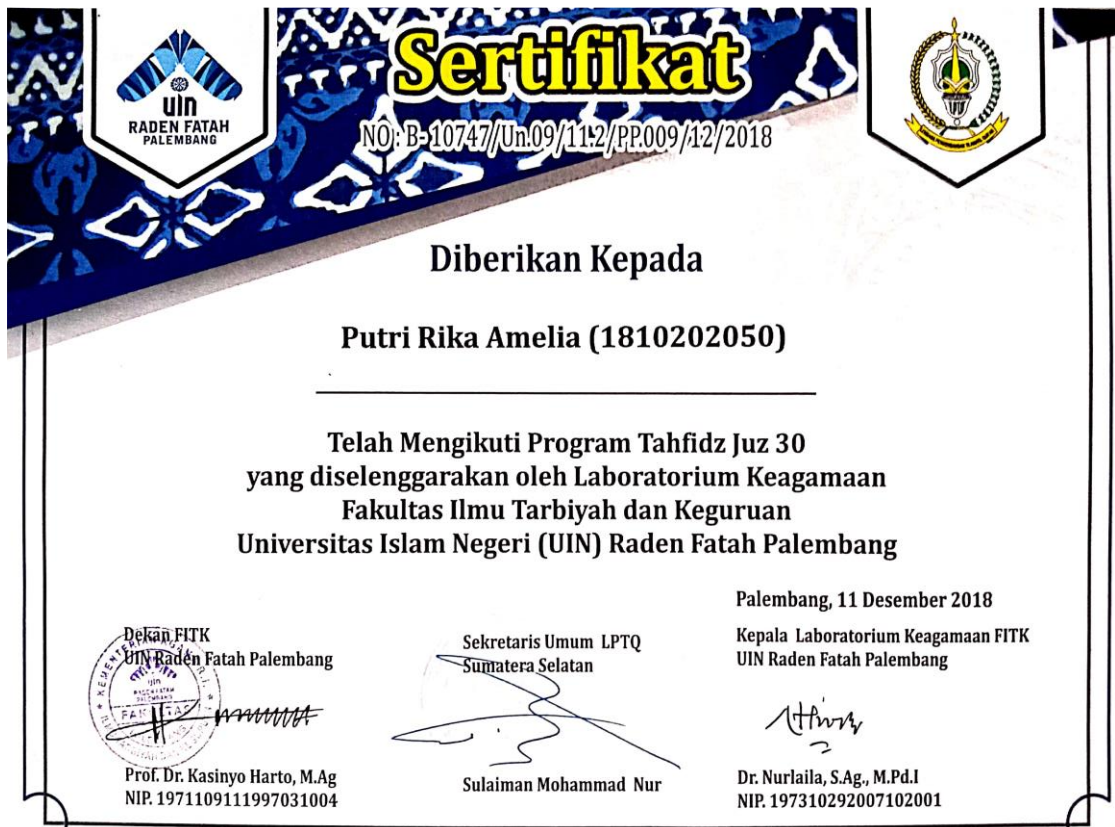 uin
RADEN FATAH
PALEMBANG
Sertifikat
NO : B-10747/Un.09/11.2/PP.009/12/2018
Diberikan Kepada
Putri Rika Amelia (1810202050)
Telah Mengikuti Program Tahfidz Juz 30
yang diselenggarakan oleh Laboratorium Keagamaan
Fakultas Ilmu Tarbiyah dan Keguruan
Universitas Islam Negeri (UIN) Raden Fatah Palembang
Palembang, 11 Desember 2018
Dekan FITK
UIN Raden Fatah Palembang
Prof. Dr. Kasinyo Harto, M.Ag
NIP. 1971109111997031004
Sekretaris Umum LPTQ
Sumatera Selatan
Sulaiman Mohammad Nur
Kepala Laboratorium Keagamaan FITK
UIN Raden Fatah Palembang
Dr. Nurlaila, S.Ag., M.Pd.I
NIP. 197310292007102001